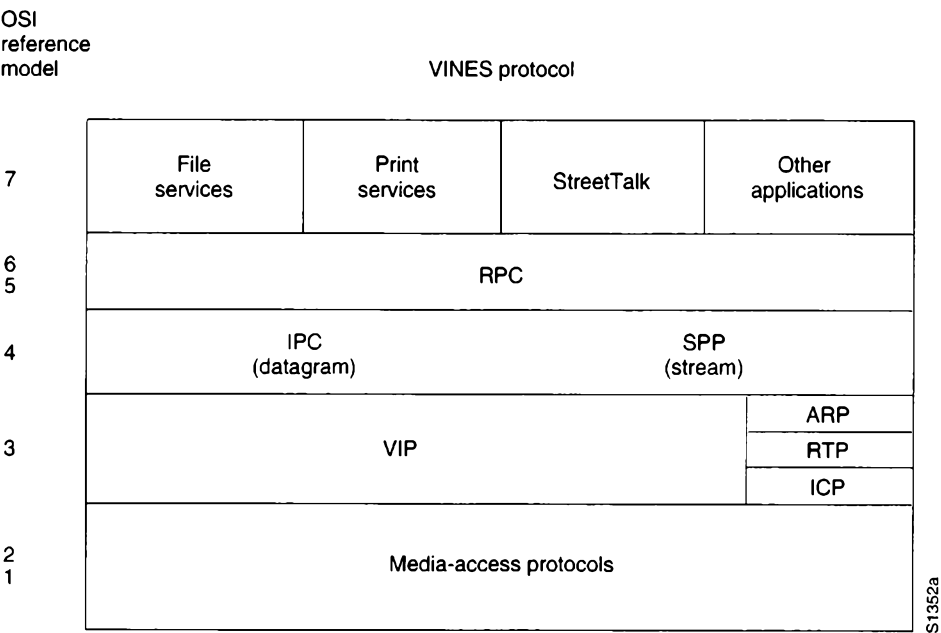 OSI
reference
model
VINES protocol
7
File
services
Print
services
StreetTalk
Other
applications
6
5
RPC
4
IPC
(datagram)
SPP
(stream)
3
VIP
ARP
RTP
ICP
2
1
Media-access protocols
S1352a